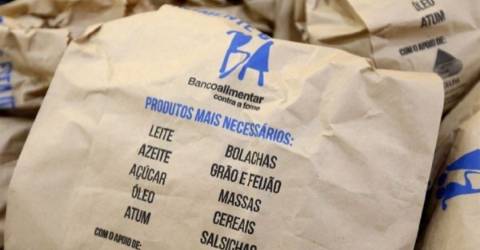 BA
Bancoalimentar
contra a fome
PRODUTOS MAIS NECESSÁRIOS:
LEITE
AZEITE
AÇÚCAR
ÓLEO
ATUM
BOLACHAS
GRÃO E FEIJÃO
MASSAS
CEREAIS
SALSICHAS
COM O APOIO DE:
ÓLEO
ATUM
COM O APOIO DE: